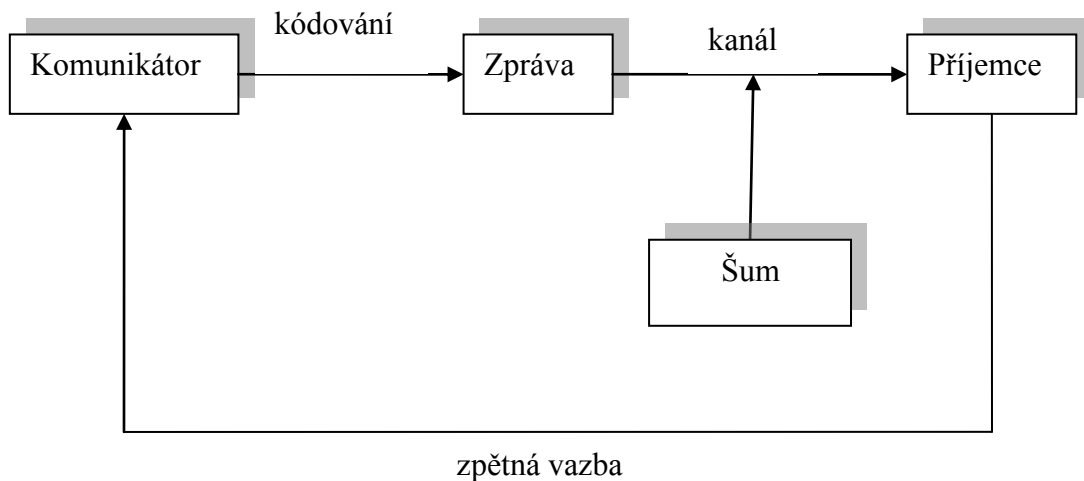 kódování
kanál
Komunikátor
Zpráva
Příjemce
Šum
zpětná vazba